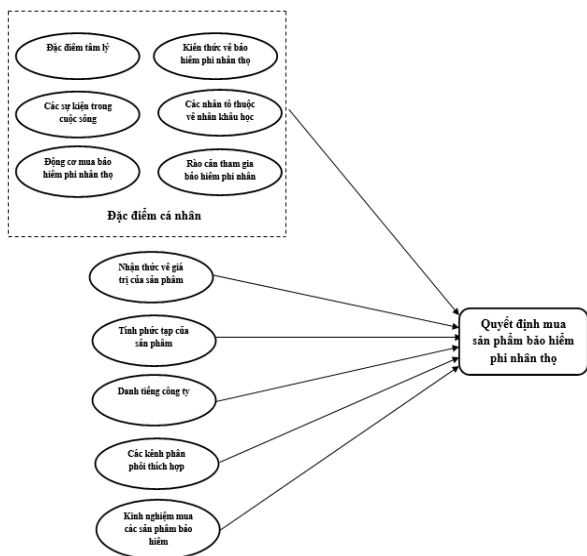 Đặc điểm tâm lý
Kiến thức về bảo
hiểm phi nhân thọ
Các sự kiện trong
cuộc sống
Các nhân tố thuộc
về nhân khẩu học
Động cơ mua bảo
hiểm phi nhân thọ
Rào cản tham gia
bảo hiểm phi nhân
Đặc điểm cá nhân
Nhận thức về giá
trị của sản phẩm
Tính phức tạp của
sản phẩm
Danh tiếng công ty
Các kênh phân
phối thích hợp
Kinh nghiệm mua
các sản phẩm bảo
hiểm
Quyết định mua
sản phẩm bảo hiểm
phi nhân thọ